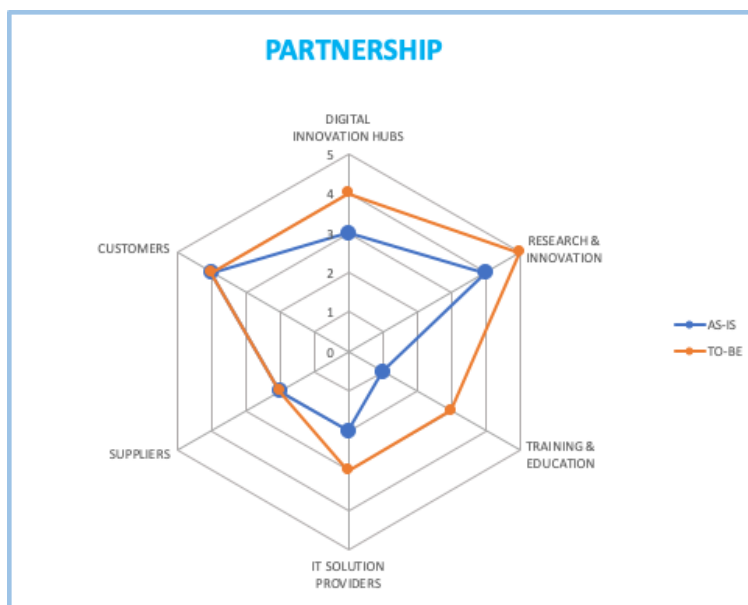 PARTNERSHIP
DIGITAL
INNOVATION HUBS
5
4
3
2
1
0
RESEARCH &
INNOVATION
TRAINING &
EDUCATION
IT SOLUTION
PROVIDERS
SUPPLIERS
CUSTOMERS
AS-IS
TO-BE